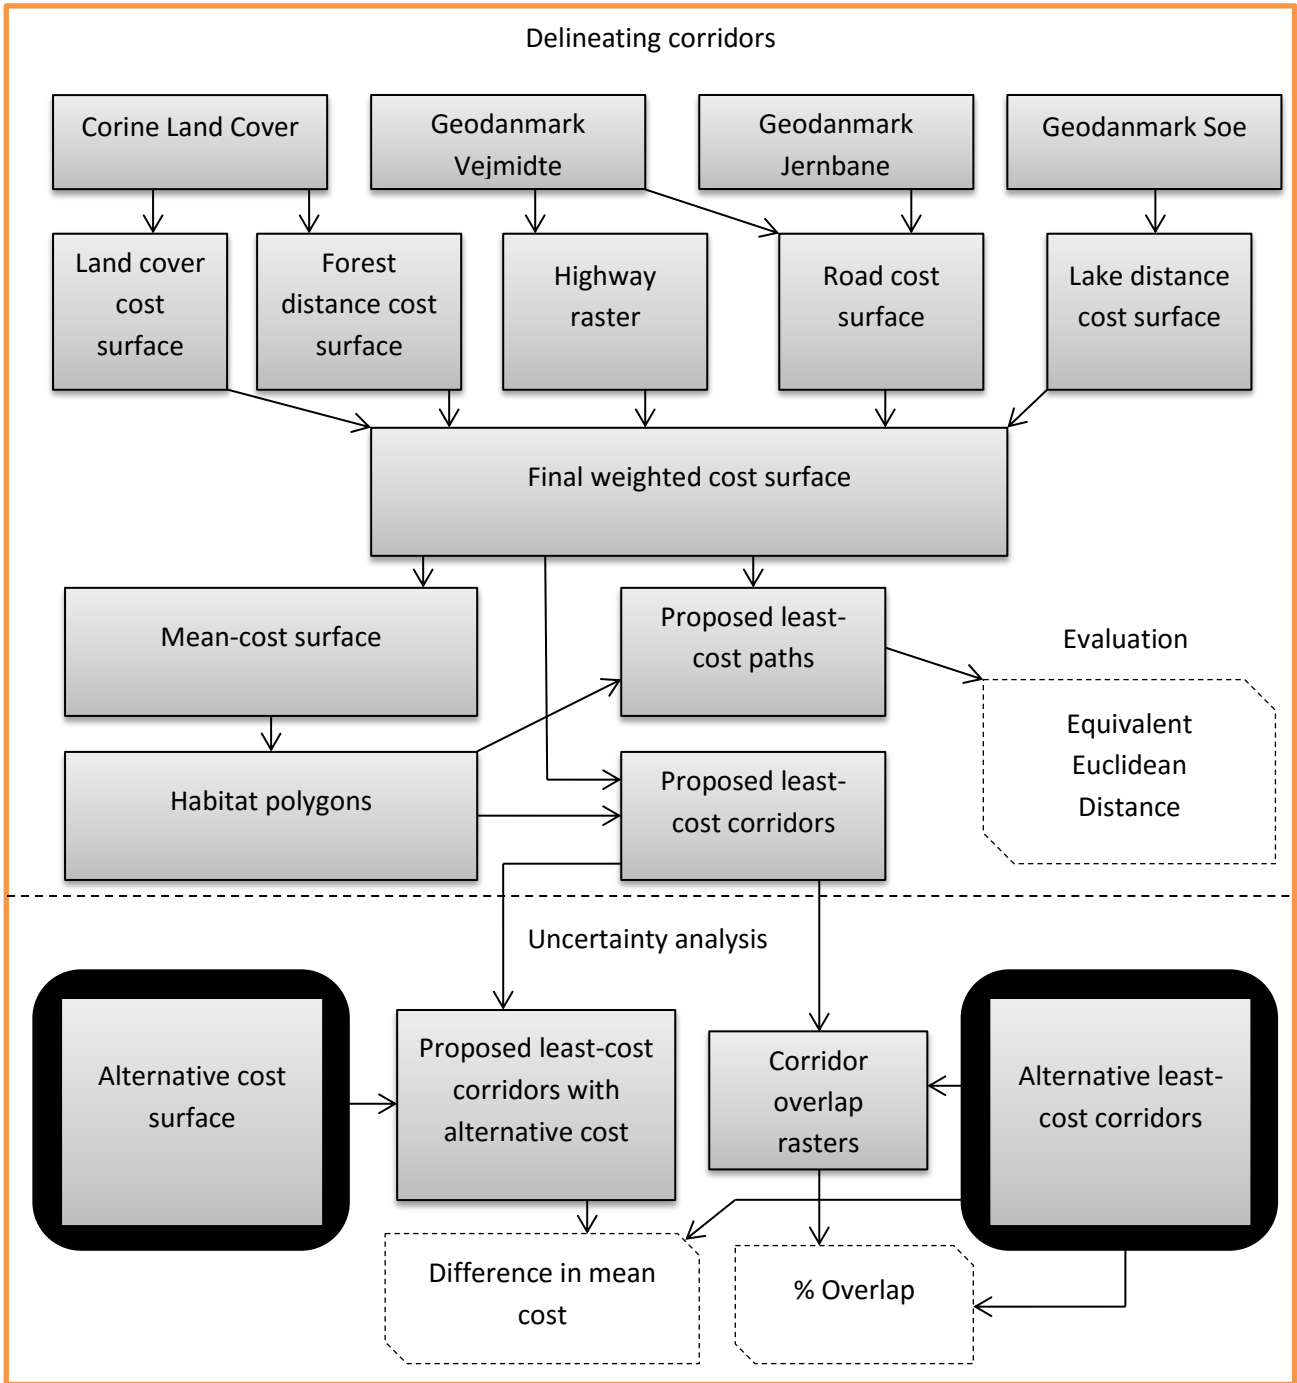 Delineating corridors
Corine Land Cover
Geodanmark
Vejmidte
Geodanmark
Jernbane
Geodanmark Soe
Land cover
cost
surface
Forest
distance cost
surface
Highway
raster
Road cost
surface
Lake distance
cost surface
Final weighted cost surface
Mean-cost surface
Proposed least-
cost paths
Evaluation
Equivalent
Euclidean
Distance
Habitat polygons
Proposed least-
cost corridors
Uncertainty analysis
Alternative cost
surface
Proposed least-cost
corridors with
alternative cost
Corridor
overlap
rasters
Alternative least-
cost corridors
Difference in mean
cost
% Overlap